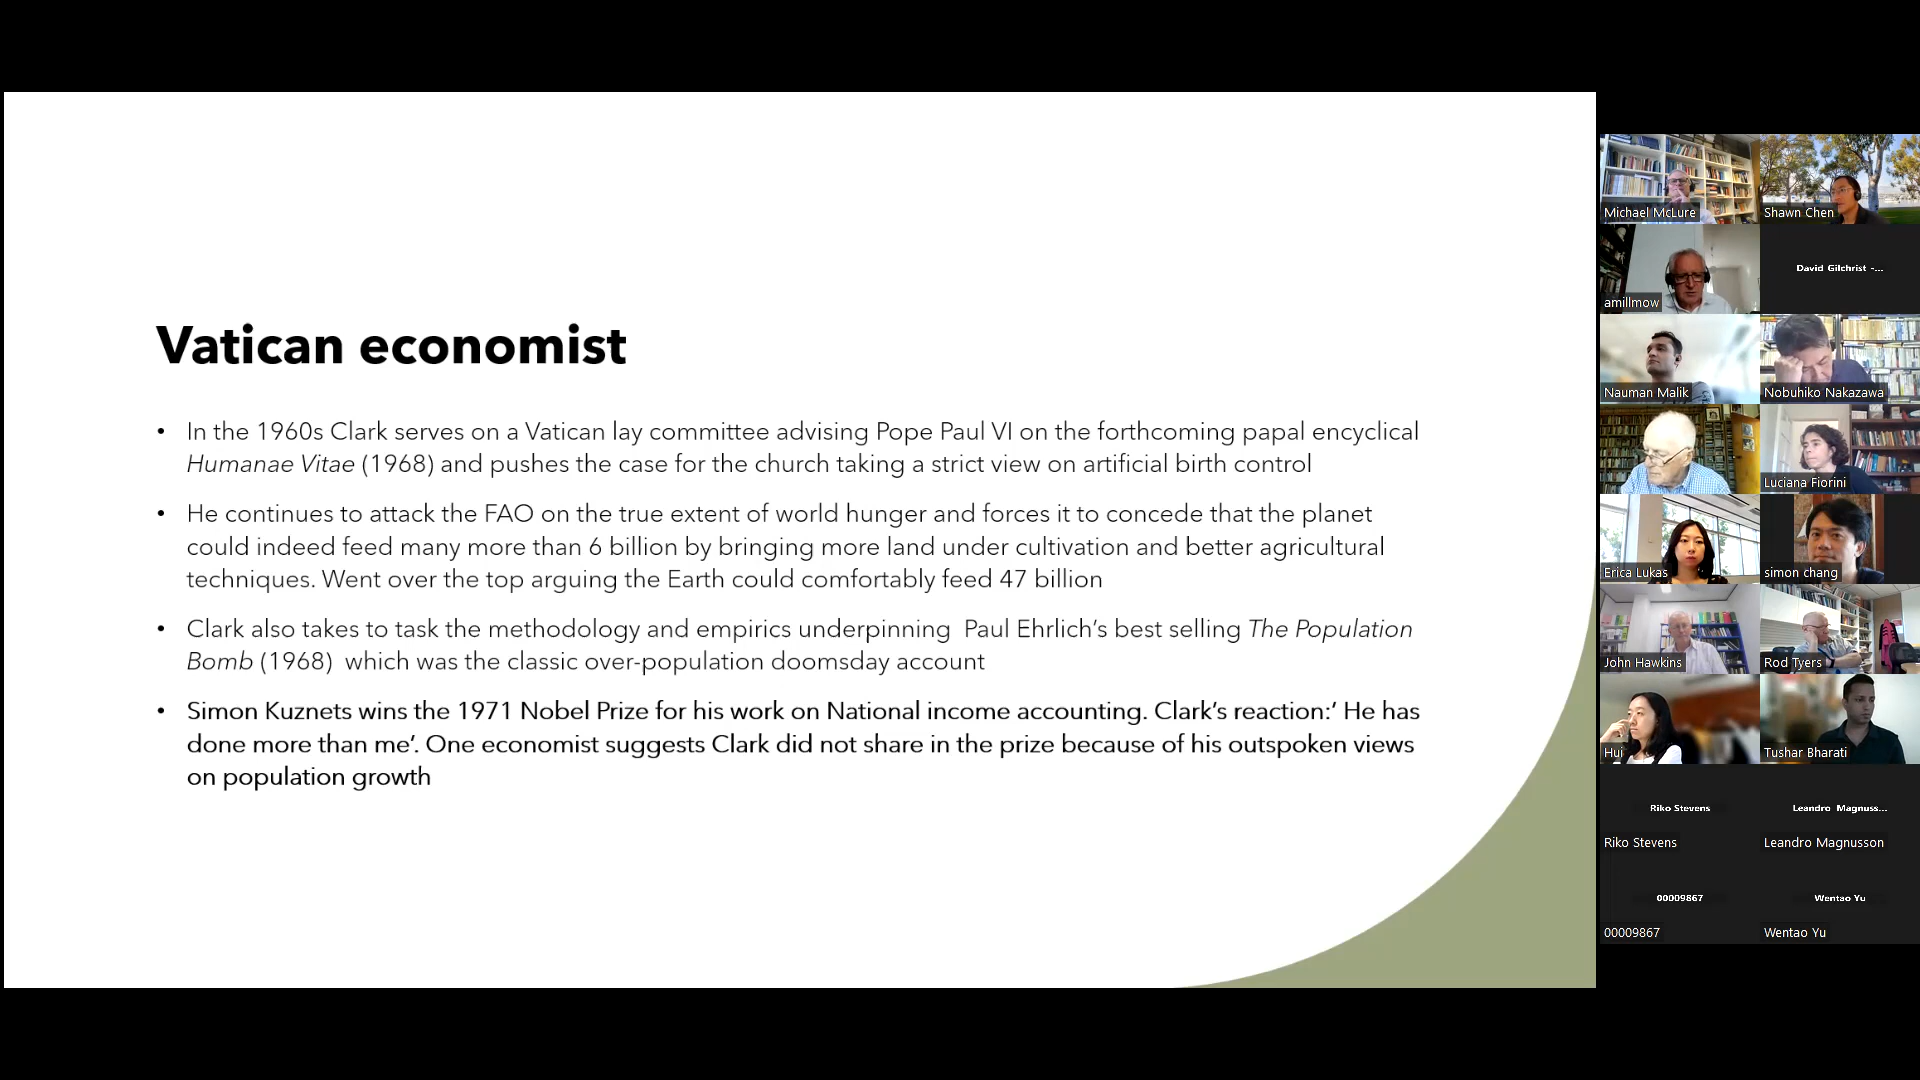 Vatican economist
• In the 1960s Clark serves on a Vatican lay committee advising Pope Paul VI on the forthcoming papal encyclical
Humanae Vitae (1968) and pushes the case for the church taking a strict view on artificial birth control
• He continues to attack the FAO on the true extent of world hunger and forces it to concede that the planet
could indeed feed many more than 6 billion by bringing more land under cultivation and better agricultural
techniques. Went over the top arguing the Earth could comfortably feed 47 billion
• Clark also takes to task the methodology and empirics underpinning  Paul Ehrlich’s best selling The Population
Bomb (1968)  which was the classic over-population doomsday account
• Simon Kuznets wins the 1971 Nobel Prize for his work on National income accounting. Clark’s reaction:’ He has
done more than me’. One economist suggests Clark did not share in the prize because of his outspoken views
on population growth
Michael McLure
Shawn Chen
amillmow
David Gilchrist -...
Nauman Malik
Nobuhiko Nakazawa
Luciana Fiorini
Erica Lukas
simon chang
John Hawkins
Rod Tyers
Hui
Tushar Bharati
Riko Stevens
Leandro Magnuss...
Riko Stevens
Leandro Magnusson
00009867
Wentao Yu
00009867
Wentao Yu